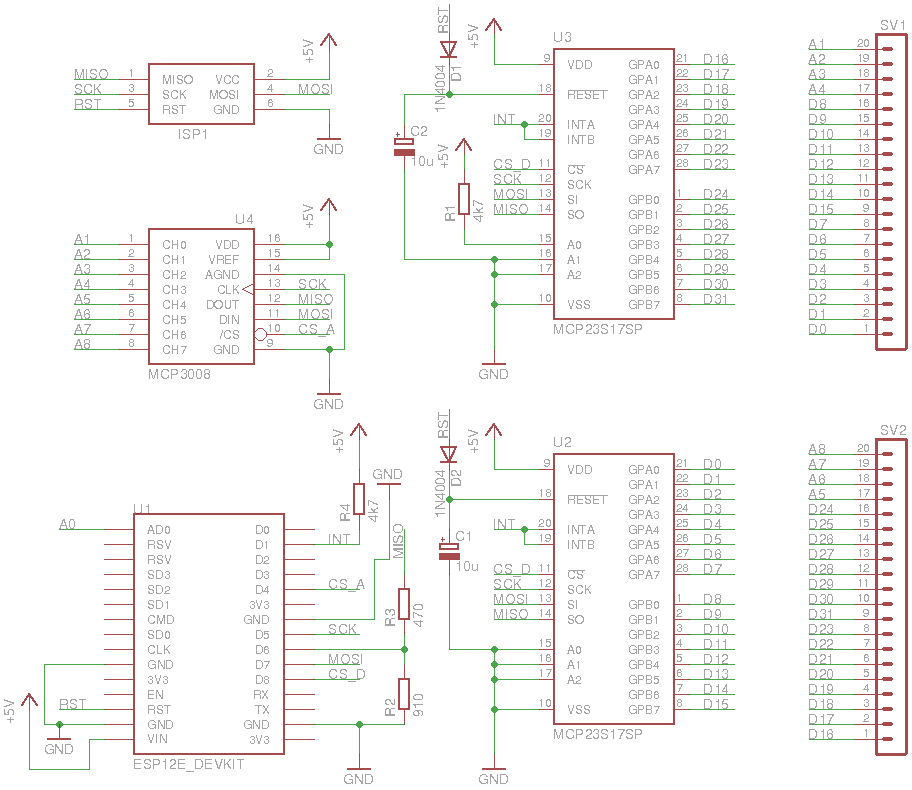 ISP1
MISO 1 MISO VCC 2 +5V
SCK 3 SCK MOSI 4 MOSI
RST 5 RST GND 6
GND
U4
+5V
A1 1 CH0 VDD 16
A2 2 CH1 VREF 15
A3 3 CH2 AGND 14
A4 4 CH3 CLK 13 SCK
A5 5 CH4 DOUT 12 MISO
A6 6 CH5 DIN 11 MOSI
A7 7 CH6 /CS 10 CS_A
A8 8 CH7 GND 9
MCP3008
GND
RST
+5V
1N4004
D1
C2
10u
+5V
R1
4k7
U3
9 VDD GPA0 21 D16
GPA1 22 D17
18 RESET GPA2 23 D18
GPA3 24 D19
INT 20 INTA GPA4 25 D20
19 INTB GPA5 26 D21
GPA6 27 D22
CS_D 11 CS GPA7 28 D23
SCK 12 SCK
MOSI 13 SI GPB0 1 D24
MISO 14 SO GPB1 2 D25
GPB2 3 D26
15 A0 GPB3 4 D27
16 A1 GPB4 5 D28
17 A2 GPB5 6 D29
GPB6 7 D30
10 VSS GPB7 8 D31
MCP23S17SP
GND
SV1
A1 20
A2 19
A3 18
A4 17
D8 16
D9 15
D10 14
D11 13
D12 12
D13 11
D14 10
D15 9
D7 8
D6 7
D5 6
D4 5
D3 4
D2 3
D1 2
D0 1
U1
A0 AD0 D0
RSV D1 INT
RSV D2
SD3 D3
SD2 D4 CS_A
SD1 3V3
CMD GND
SD0 D5 SCK
CLK D6
GND D7 MOSI
3V3 D8 CS_D
EN RX
RST RST TX
GND GND
VIN 3V3
ESP12E_DEVKIT
+5V
GND
+5V
R4
4k7
GND
MISO
R3
470
R2
910
GND
RST
+5V
1N4004
D2
C1
10u
U2
9 VDD GPA0 21 D0
GPA1 22 D1
18 RESET GPA2 23 D2
GPA3 24 D3
INT 20 INTA GPA4 25 D4
19 INTB GPA5 26 D5
GPA6 27 D6
CS_D 11 CS GPA7 28 D7
SCK 12 SCK
MOSI 13 SI GPB0 1 D8
MISO 14 SO GPB1 2 D9
GPB2 3 D10
15 A0 GPB3 4 D11
16 A1 GPB4 5 D12
17 A2 GPB5 6 D13
GPB6 7 D14
10 VSS GPB7 8 D15
MCP23S17SP
GND
SV2
A8 20
A7 19
A6 18
A5 17
D24 16
D25 15
D26 14
D27 13
D28 12
D29 11
D30 10
D31 9
D23 8
D22 7
D21 6
D20 5
D19 4
D18 3
D17 2
D16 1